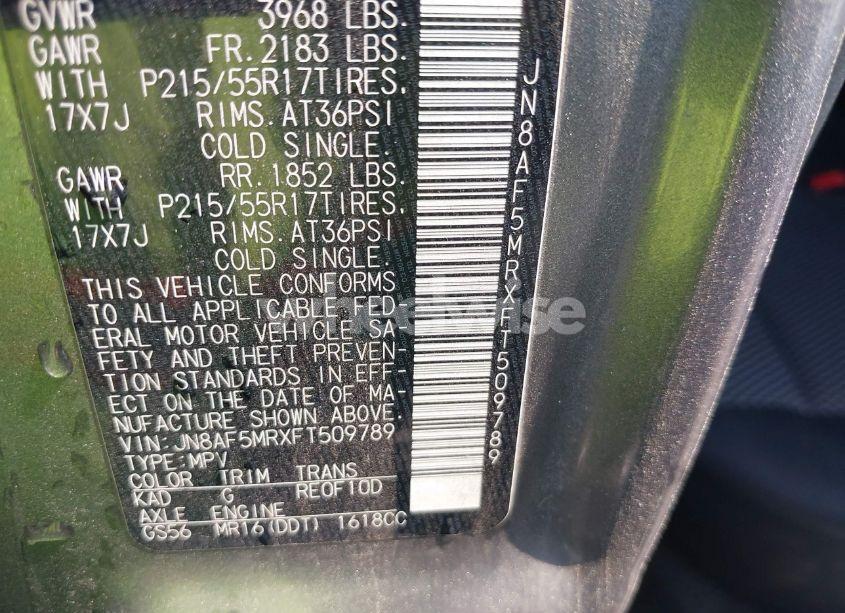 GVWR 3968 LBS.
GAWR FR.2183 LBS.
WITH P215/55R17TIRES.
17X7J RIMS.AT36PSI
COLD SINGLE.
GAWR RR.1852 LBS.
WITH P215/55R17TIRES.
17X7J RIMS.AT36PSI
COLD SINGLE.
THIS VEHICLE CONFORMS
TO ALL APPLICABLE FED
ERAL MOTOR VEHICLE SA
FETY AND THEFT PREVEN-
TION STANDARDS IN EFF-
ECT ON THE DATE OF MA-
NUFACTURE SHOWN ABOVE.
VIN:JN8AF5MRXFT509789
TYPE:MPV
COLOR TRIM TRANS
KAD G RE0F10D
AXLE ENGINE
GS56 MR16(DDT) 1618CC
JN8AF5MRXFT509789